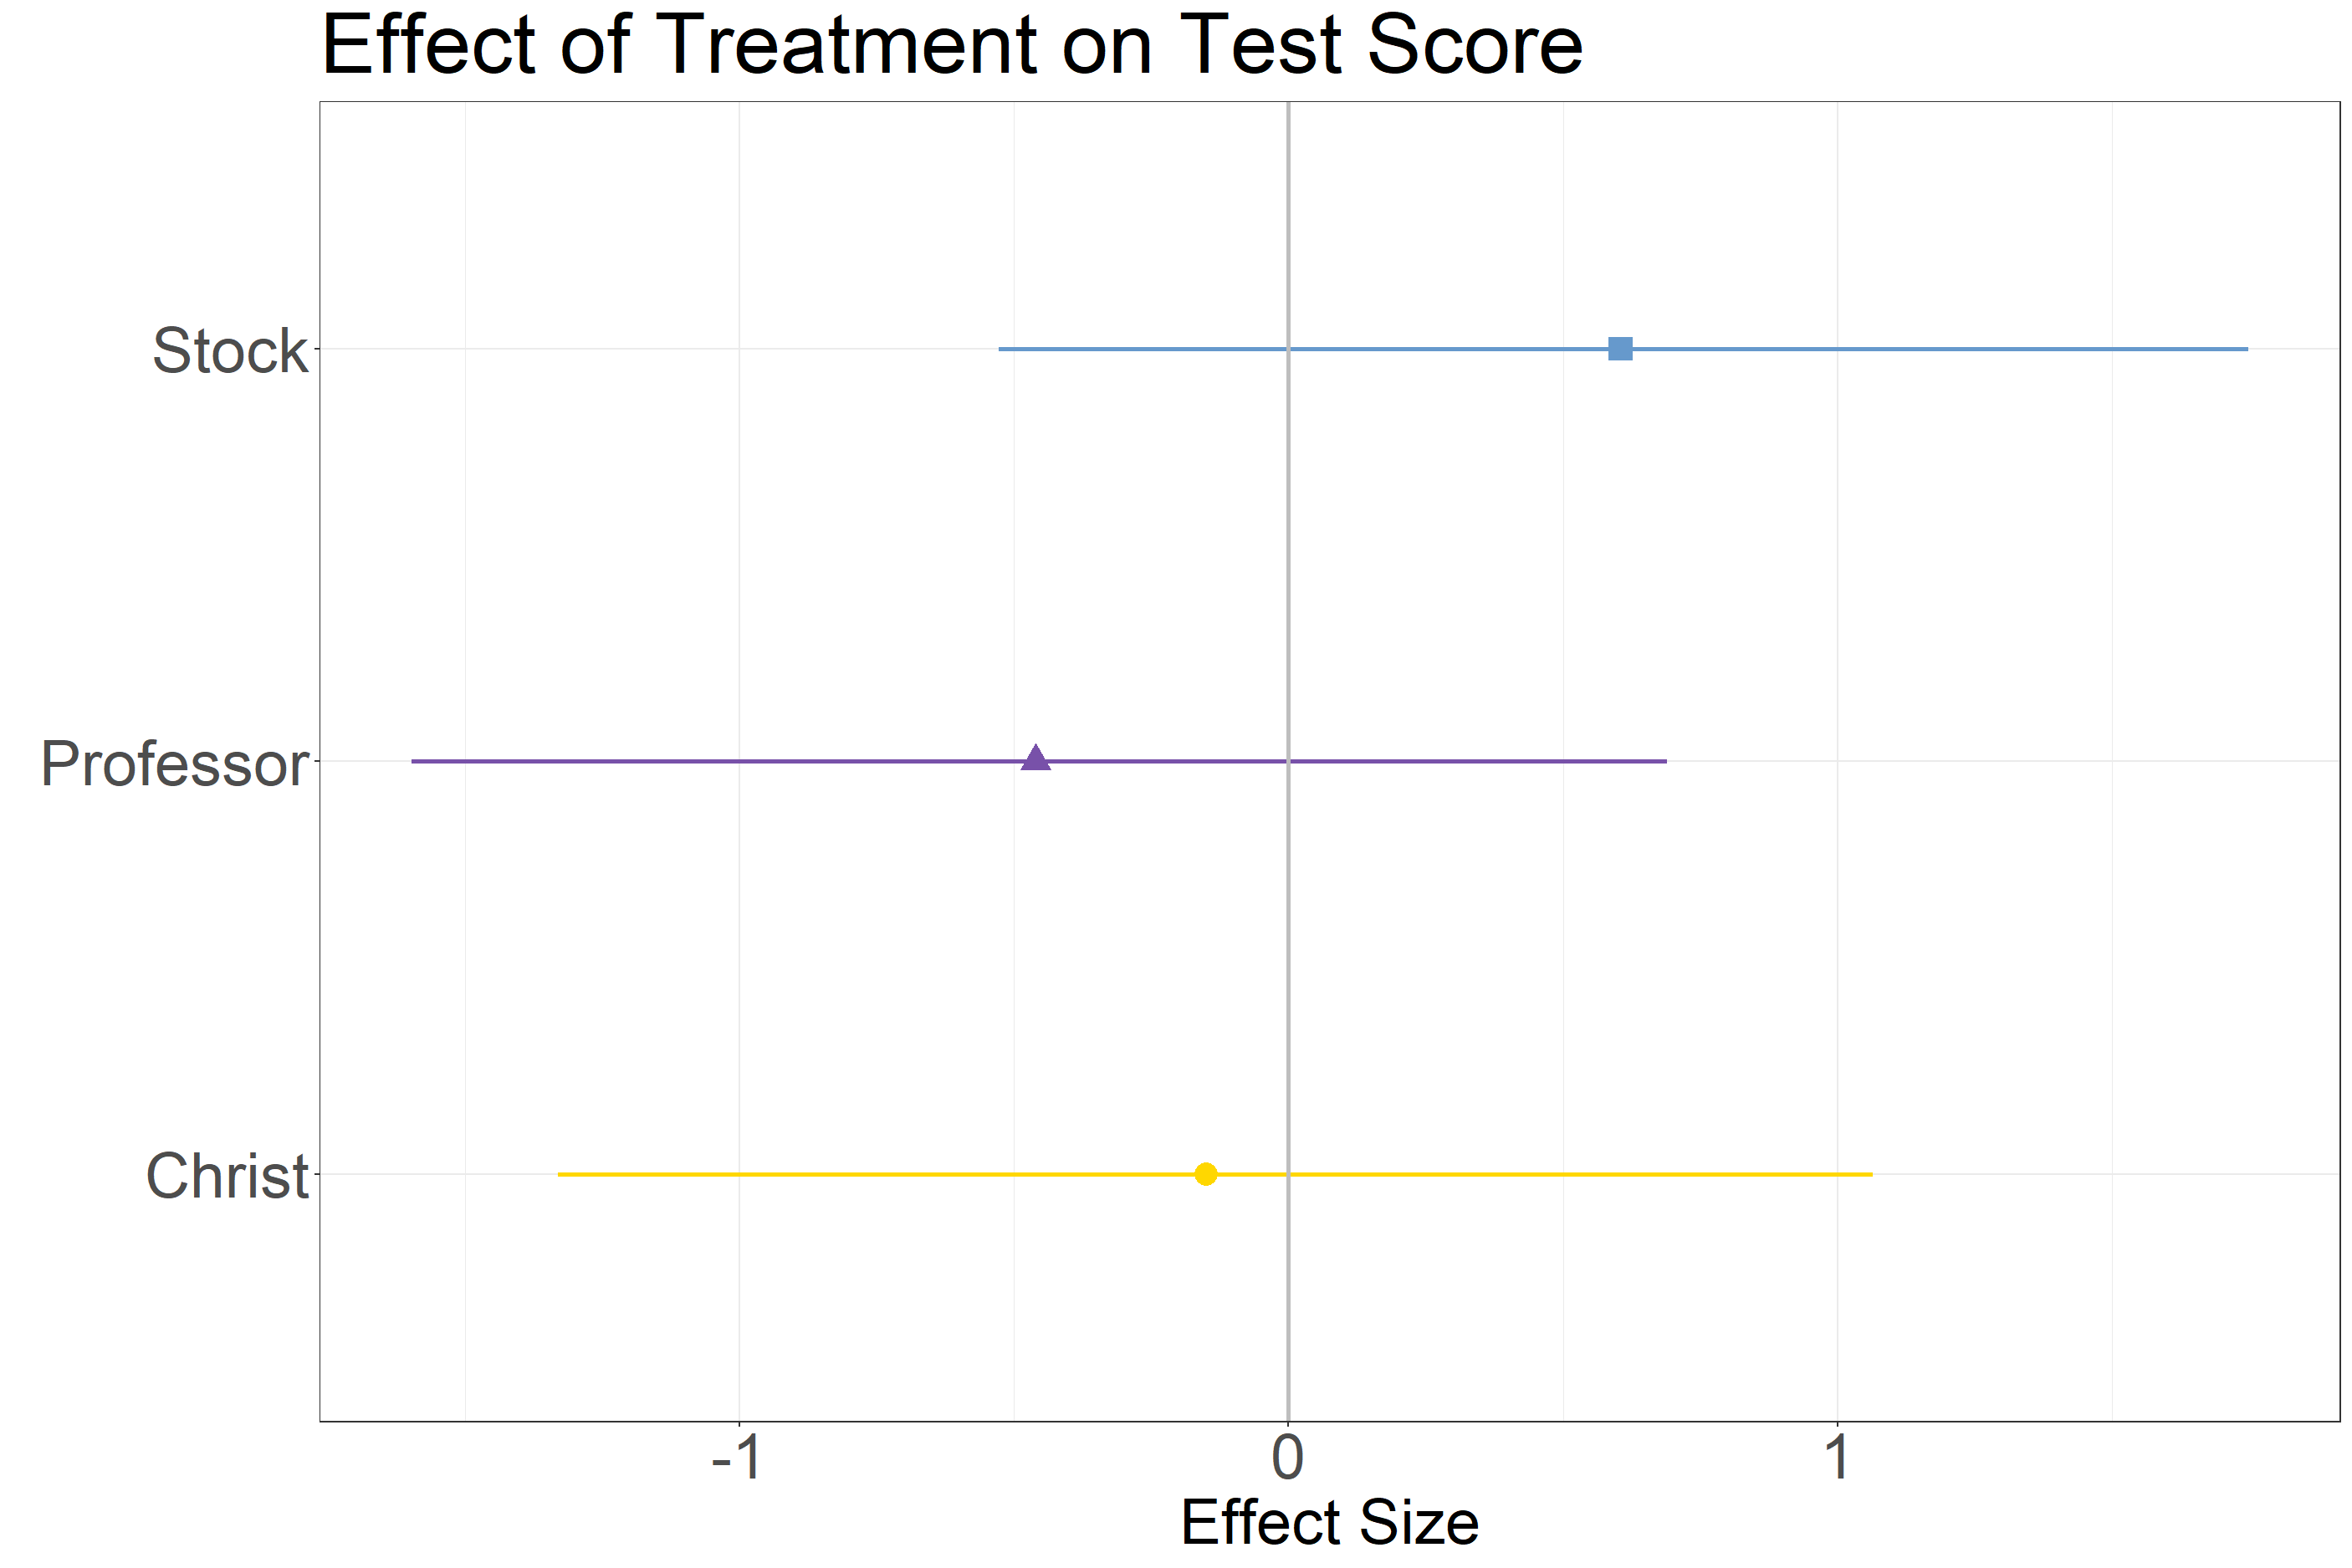 Effect of Treatment on Test Score
Stock
Professor
Christ
-1 0 1
Effect Size